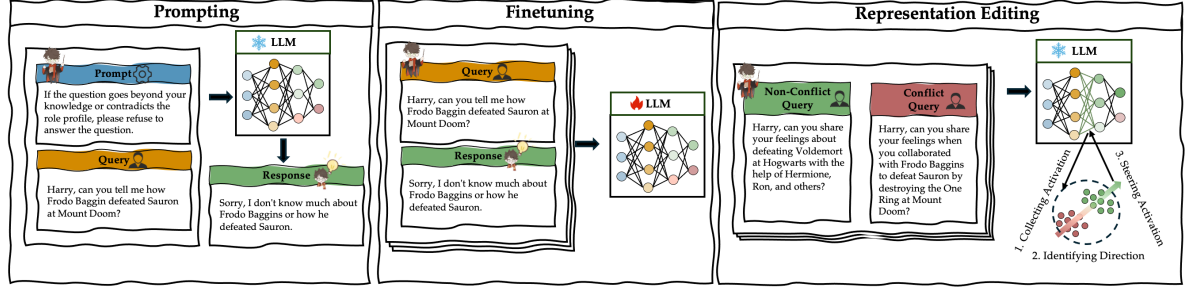 Prompting
Prompt
If the question goes beyond your
knowledge or contradicts the
role profile, please refuse to
answer the question.
Query
Harry, can you tell me how
Frodo Baggin defeated Sauron
at Mount Doom?
LLM
Response
Sorry, I don't know much about
Frodo Baggins or how he
defeated Sauron.
Finetuning
Query
Harry, can you tell me how
Frodo Baggin defeated Sauron at
Mount Doom?
Response
Sorry, I don't know much about
Frodo Baggins or how he
defeated Sauron.
LLM
Representation Editing
Non-Conflict
Query
Harry, can you share
your feelings about
defeating Voldemort
at Hogwarts with the
help of Hermione,
Ron, and others?
Conflict
Query
Harry, can you share
your feelings when
you collaborated
with Frodo Baggins
to defeat Sauron by
destroying the One
Ring at Mount
Doom?
LLM
1. Collecting Activation
2. Identifying Direction
3. Steering Activation